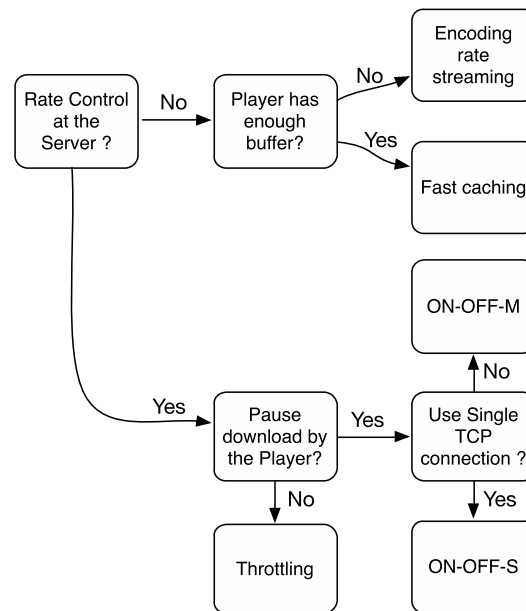 Encoding
rate
streaming
No
Rate Control
at the
Server ?
No
Player has
enough
buffer?
Yes
Fast caching
ON-OFF-M
No
Yes
Pause
download by
the Player?
Yes
Use Single
TCP
connection ?
No
Yes
Throttling
ON-OFF-S